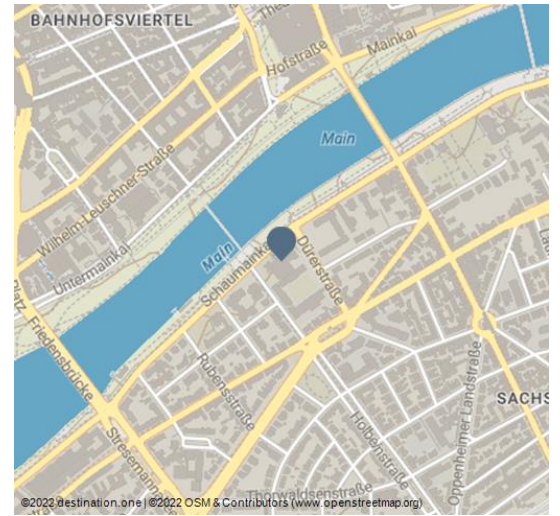 BAHNHOFSVIERTEL
Hofstraße
Mainkai
Main
Wilhelm-Leuschner-Straße
Untermainkai
Main
Schaumainkai
Dürerstraße
Platz
Friedensbrücke
Rubensstraße
Stresemann
Oppenheimer Landstraße
SACHS
Holbeinstraße
Thorwaldsenstraße
©2022 destination.one | ©2022 OSM & Contributors (www.openstreetmap.org)